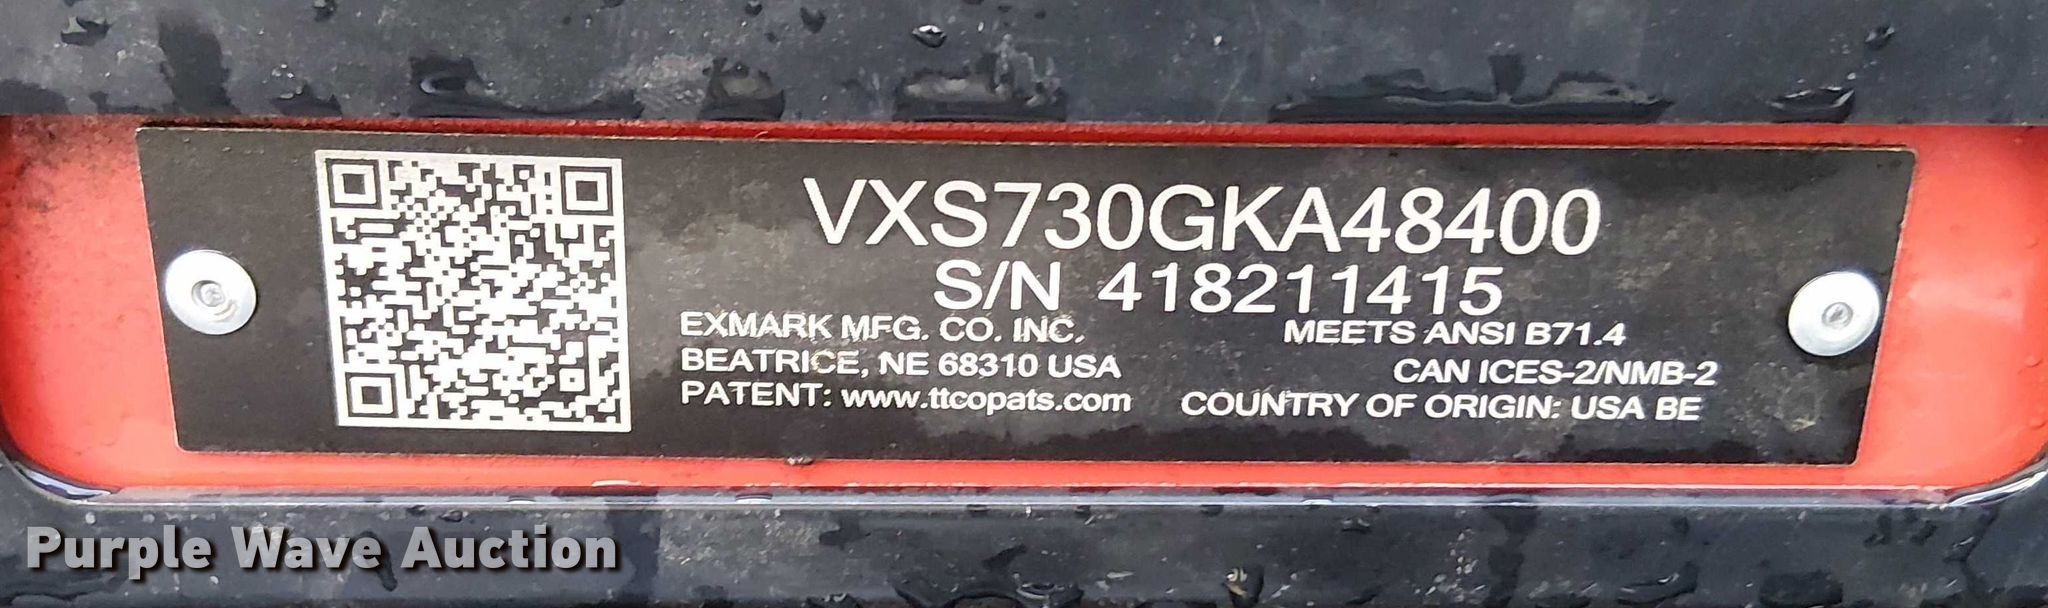 VXS730GKA48400
S/N 418211415
EXMARK MFG. CO. INC.
BEATRICE, NE 68310 USA
PATENT: www.ttcopats.com
MEETS ANSI B71.4
CAN ICES-2/NMB-2
COUNTRY OF ORIGIN: USA BE
Purple Wave Auction